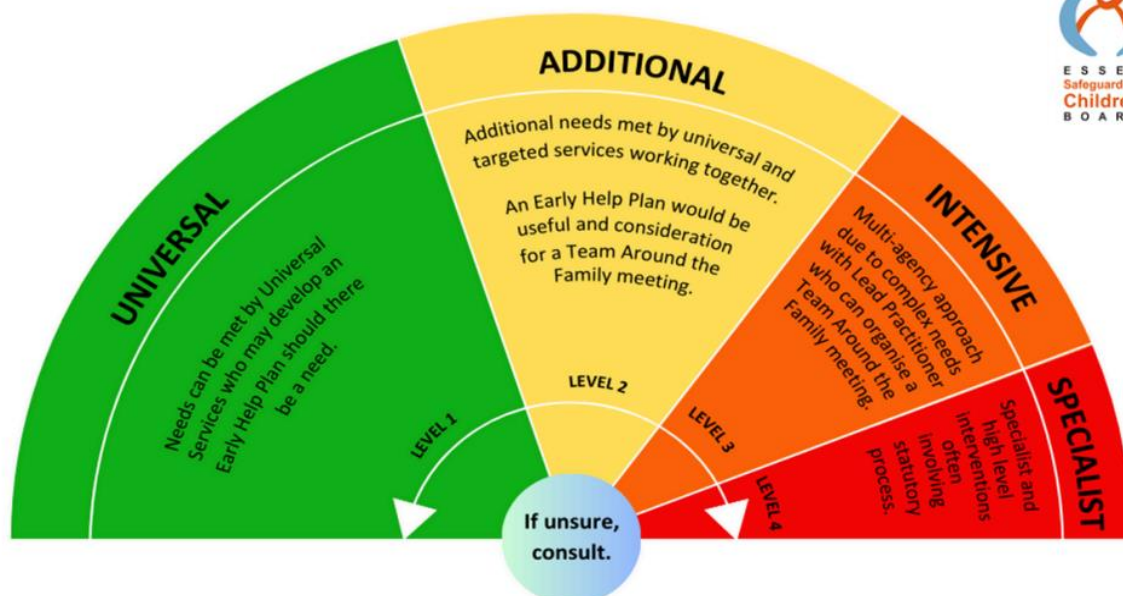 ESSE
Safeguard
Childre
BOAR
UNIVERSAL
Needs can be met by Universal
Services who may develop an
Early Help Plan should there
be a need.
LEVEL 1
ADDITIONAL
Additional needs met by universal and
targeted services working together.
An Early Help Plan would be
useful and consideration
for a Team Around the
Family meeting.
LEVEL 2
INTENSIVE
Multi-agency approach
due to complex needs
with Lead Practitioner
who can organise a
Team Around the
Family meeting.
LEVEL 3
SPECIALIST
Specialist and
high level
interventions
often
involving
statutory
process.
LEVEL 4
If unsure,
consult.